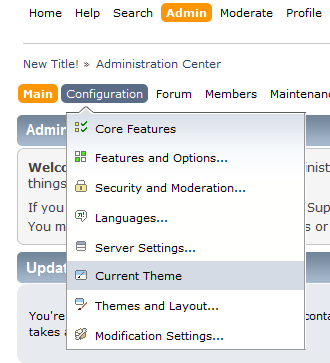 Home Help Search Admin Moderate Profile
New Title! » Administration Center
Main Configuration Forum Members Maintenanc
Admi
Core Features
Welco
Features and Options...
things
Security and Moderation...
If you
Languages...
Sup
You m
s or
Server Settings...
Updat
Current Theme
You're
Themes and Layout...
conta
takes a
Modification Settings...